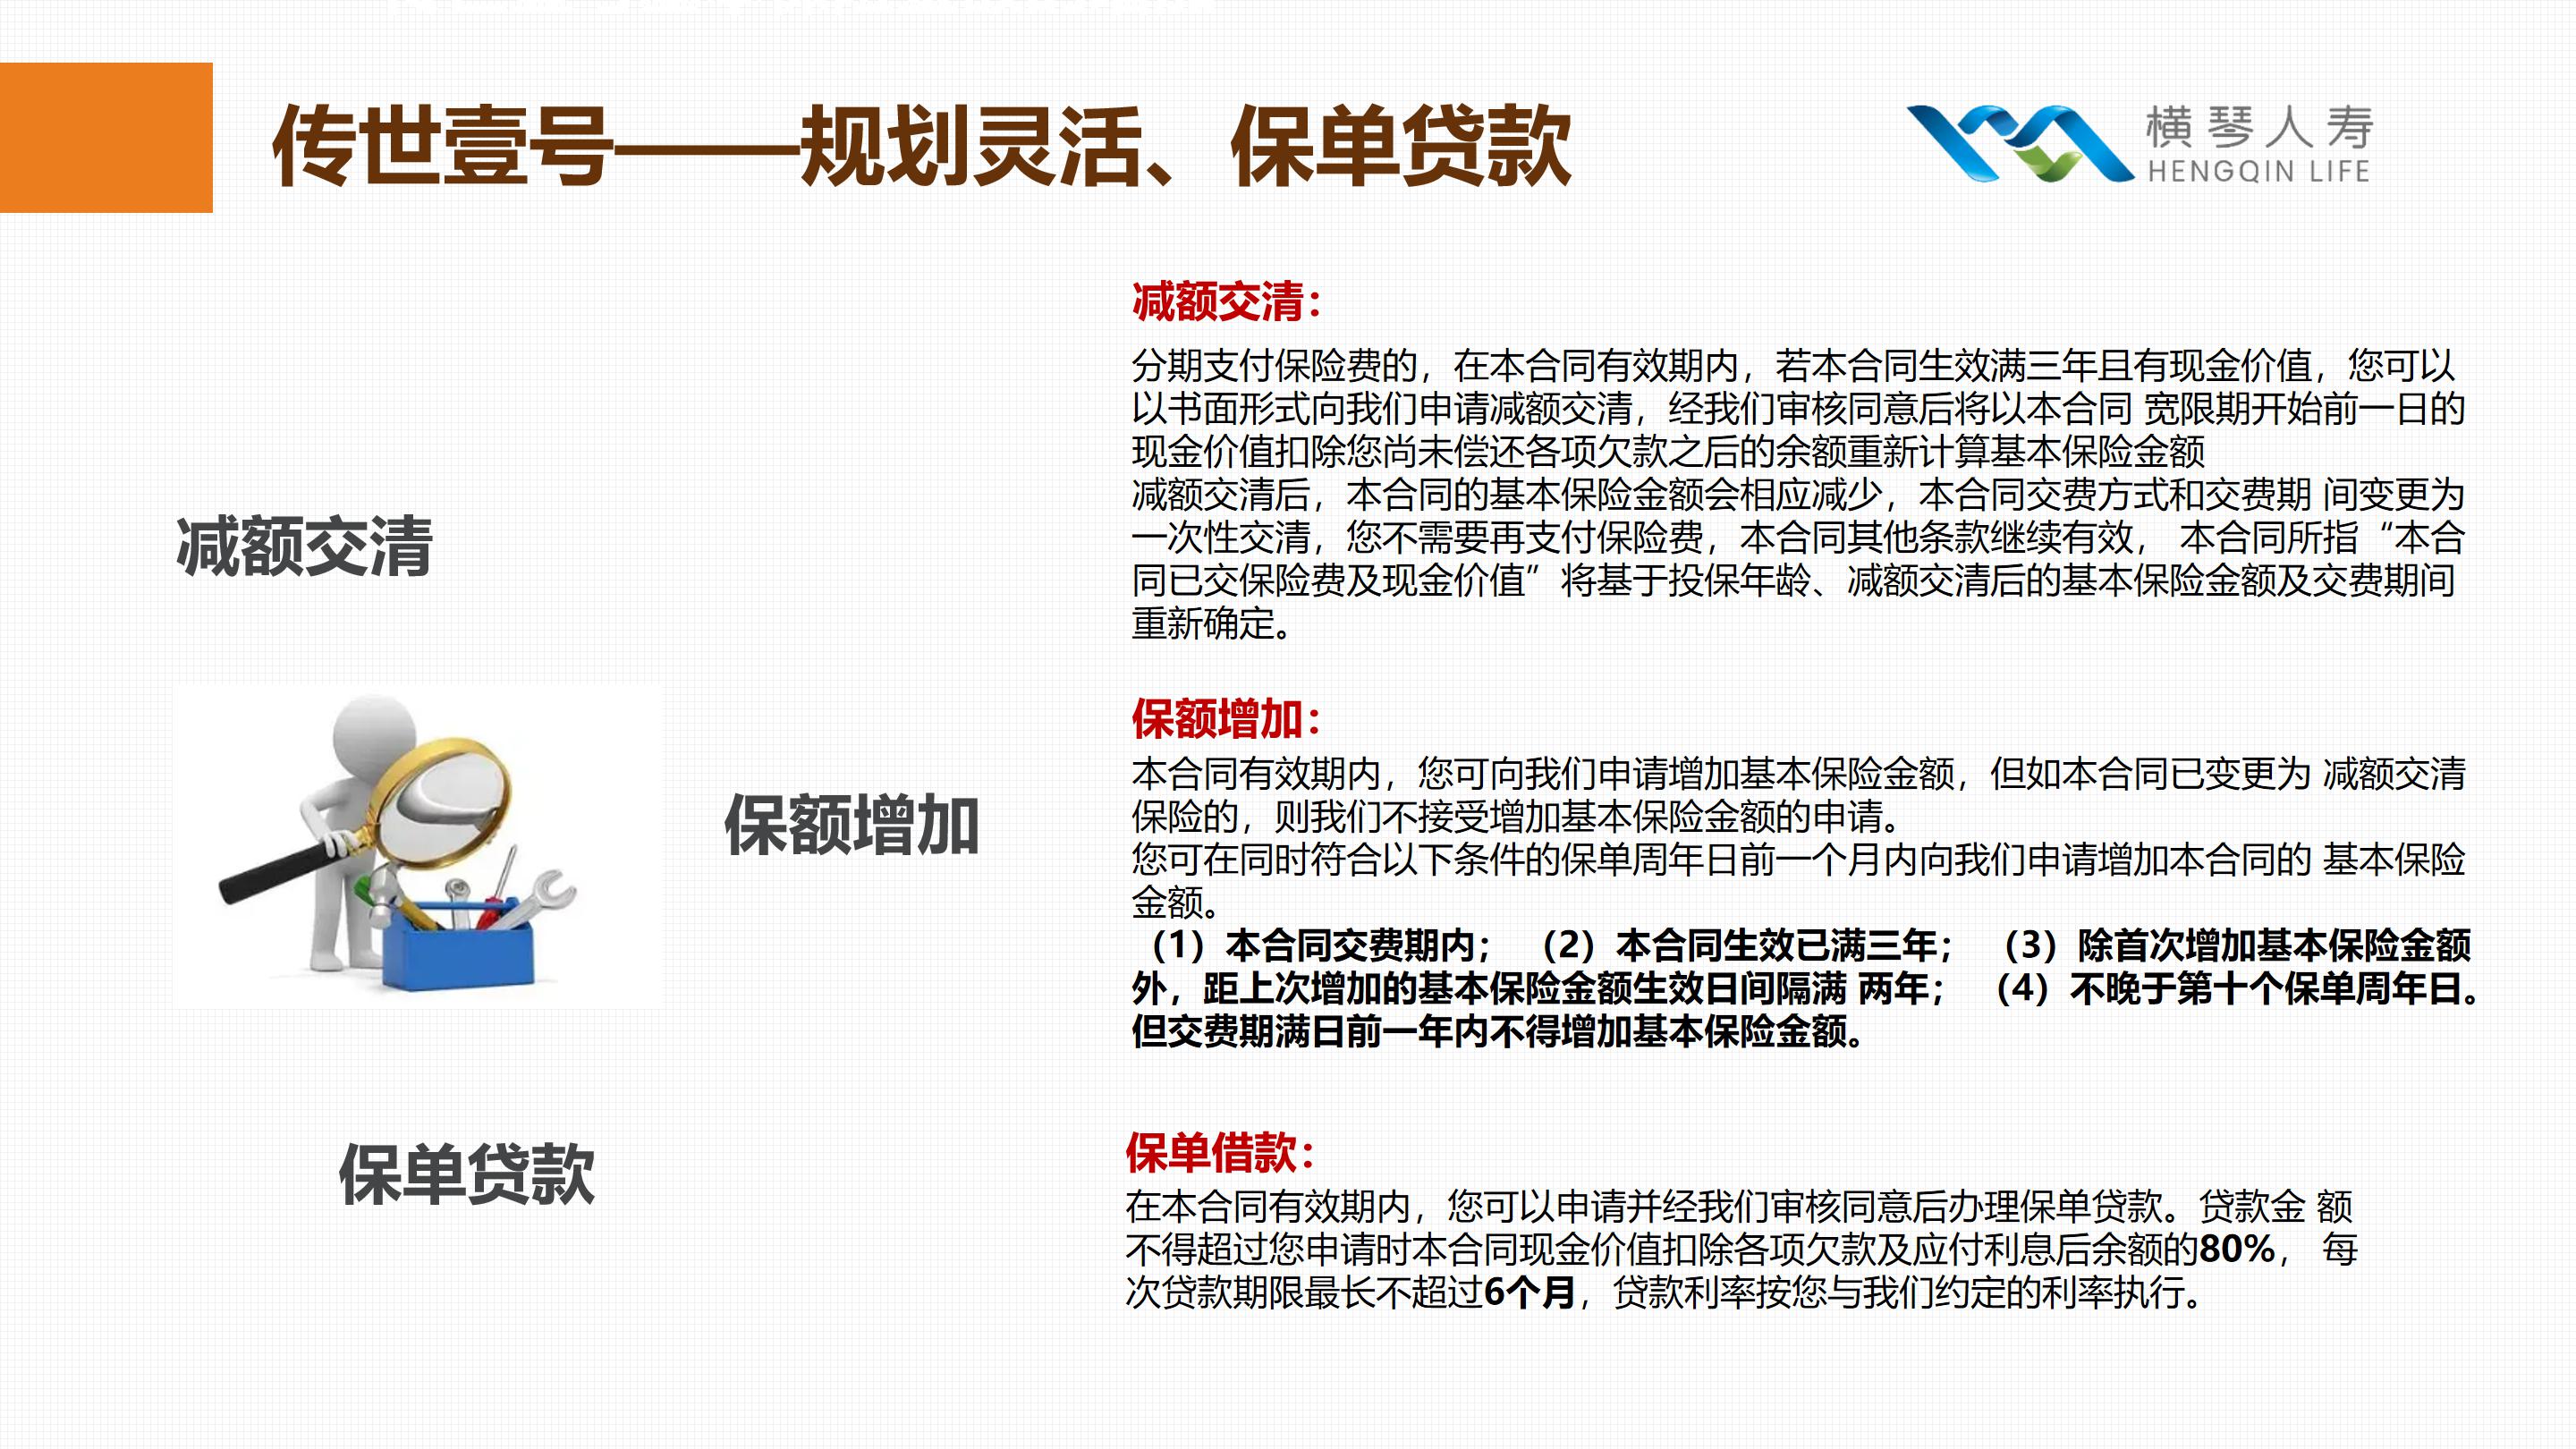 传世壹号——规划灵活、保单贷款
横琴人寿
HENGQIN LIFE
减额交清：
分期支付保险费的，在本合同有效期内，若本合同生效满三年且有现金价值，您可以
以书面形式向我们申请减额交清，经我们审核同意后将以本合同 宽限期开始前一日的
现金价值扣除您尚未偿还各项欠款之后的余额重新计算基本保险金额
减额交清后，本合同的基本保险金额会相应减少，本合同交费方式和交费期 间变更为
一次性交清，您不需要再支付保险费，本合同其他条款继续有效， 本合同所指“本合
同已交保险费及现金价值”将基于投保年龄、减额交清后的基本保险金额及交费期间
重新确定。
减额交清
保额增加：
本合同有效期内，您可向我们申请增加基本保险金额，但如本合同已变更为 减额交清
保险的，则我们不接受增加基本保险金额的申请。
您可在同时符合以下条件的保单周年日前一个月内向我们申请增加本合同的 基本保险
金额。
（1）本合同交费期内； （2）本合同生效已满三年； （3）除首次增加基本保险金额
外，距上次增加的基本保险金额生效日间隔满 两年； （4）不晚于第十个保单周年日。
但交费期满日前一年内不得增加基本保险金额。
保额增加
保单贷款
保单借款：
在本合同有效期内，您可以申请并经我们审核同意后办理保单贷款。贷款金 额
不得超过您申请时本合同现金价值扣除各项欠款及应付利息后余额的80%， 每
次贷款期限最长不超过6个月，贷款利率按您与我们约定的利率执行。